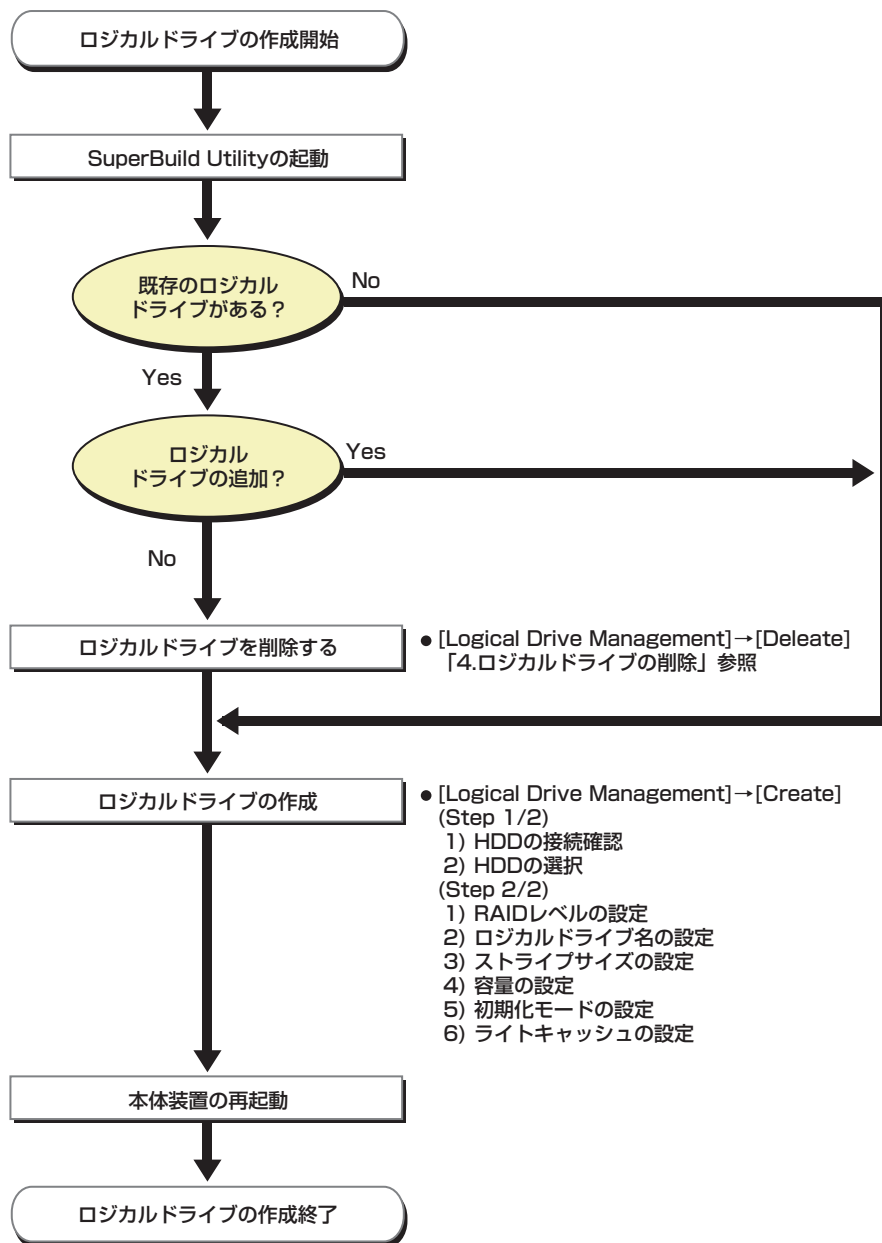 ロジカルドライブの作成開始
SuperBuild Utilityの起動
既存のロジカル
ドライブがある？
No
Yes
ロジカル
ドライブの追加？
Yes
No
ロジカルドライブを削除する
● [Logical Drive Management]→[Deleate]
「4.ロジカルドライブの削除」参照
ロジカルドライブの作成
● [Logical Drive Management]→[Create]
(Step 1/2)
1) HDDの接続確認
2) HDDの選択
(Step 2/2)
1) RAIDレベルの設定
2) ロジカルドライブ名の設定
3) ストライプサイズの設定
4) 容量の設定
5) 初期化モードの設定
6) ライトキャッシュの設定
本体装置の再起動
ロジカルドライブの作成終了